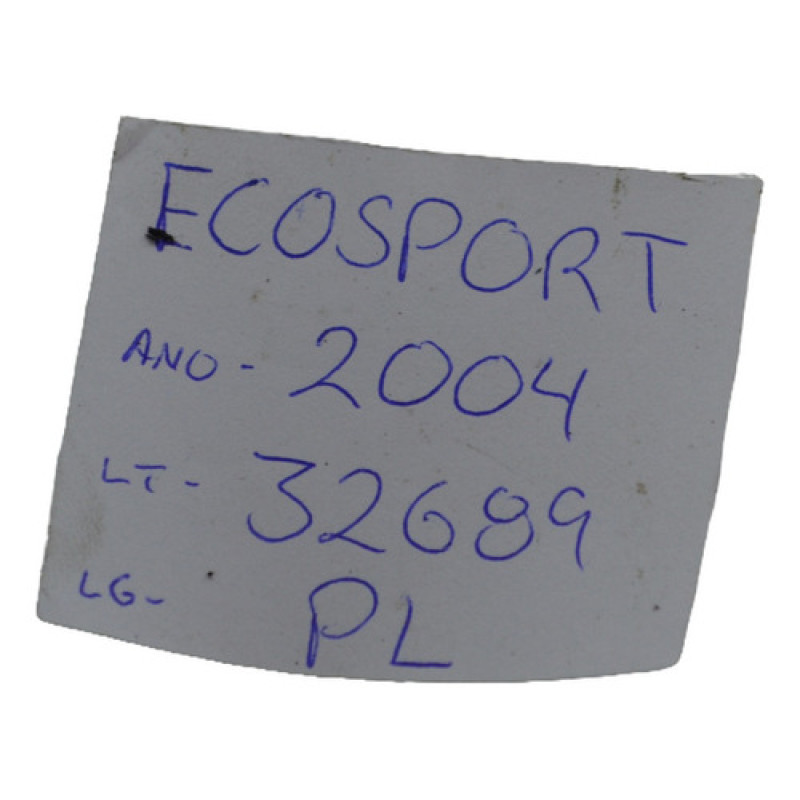 ECOSPORT
ANO - 2004
LT - 32689
LG - PL